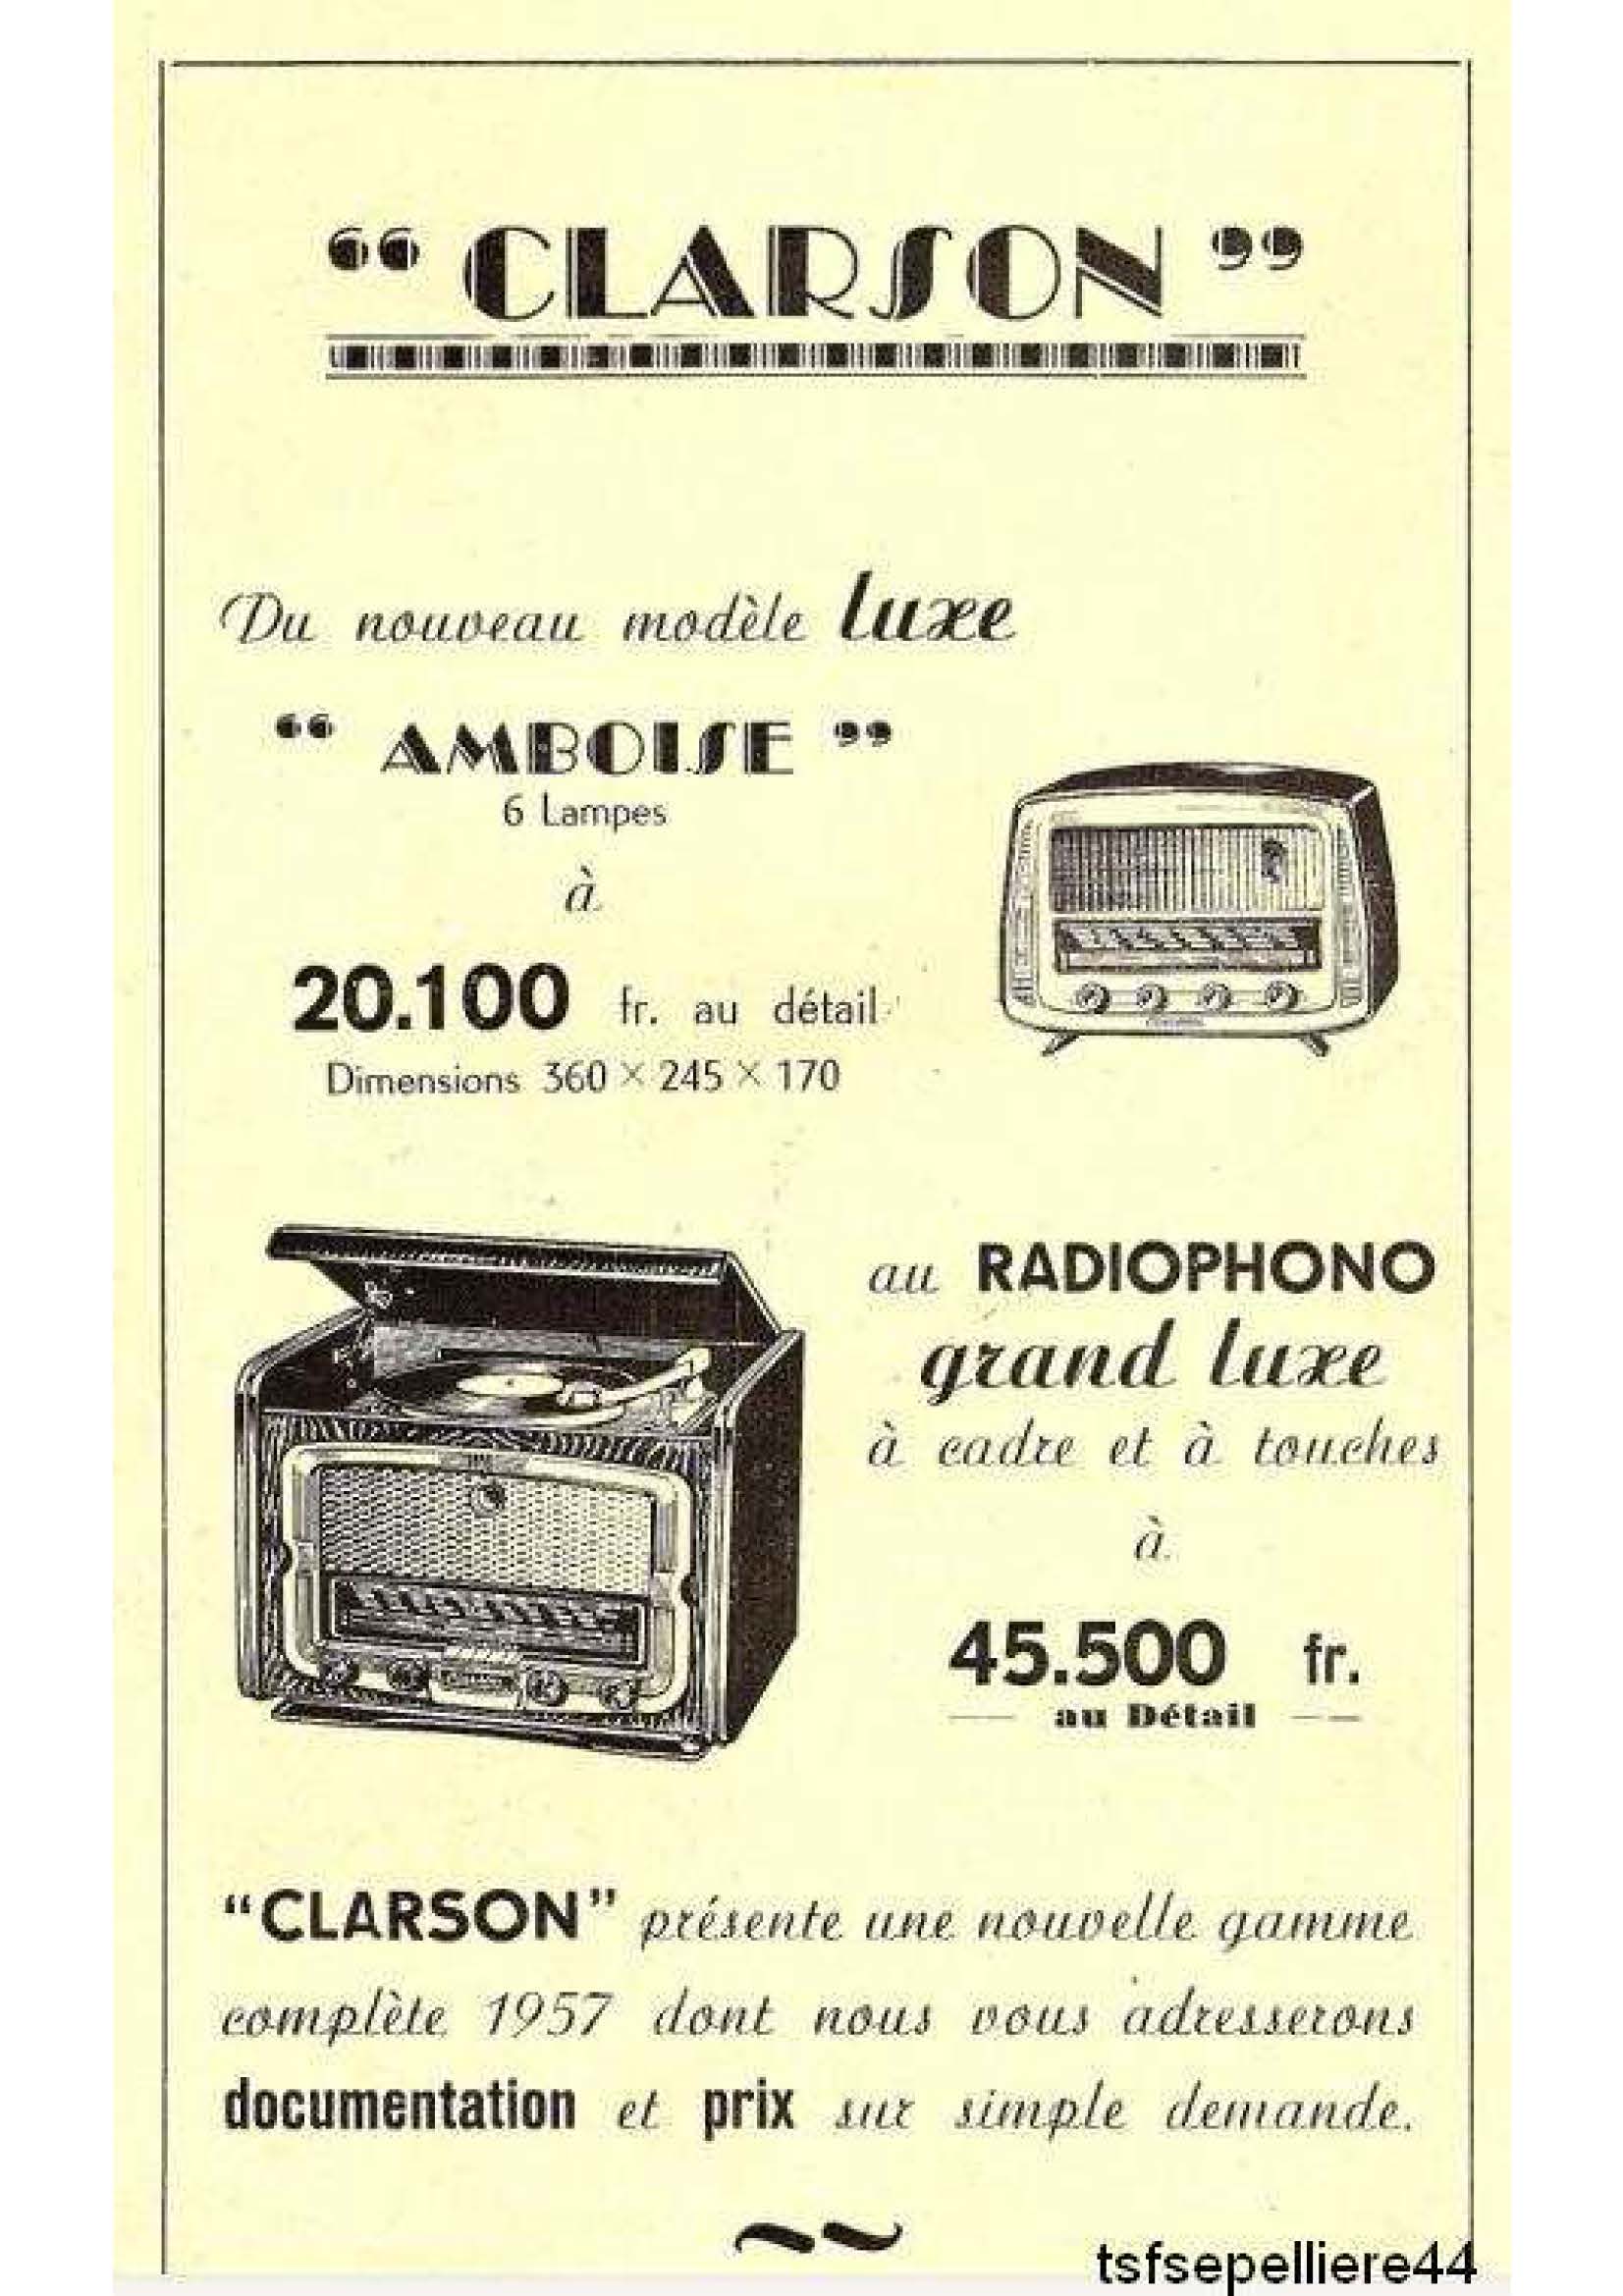 “ CLARSON ”
Du nouveau modèle luxe
“ AMBOISE ”
6 Lampes
à
20.100 fr. au détail
Dimensions 360 × 245 × 170
au RADIOPHONO
grand luxe
à cadre et à touches
à
45.500 fr.
au Détail
“CLARSON” présente une nouvelle gamme
complète 1957 dont nous vous adresserons
documentation et prix sur simple demande.
tsfsepelliere44